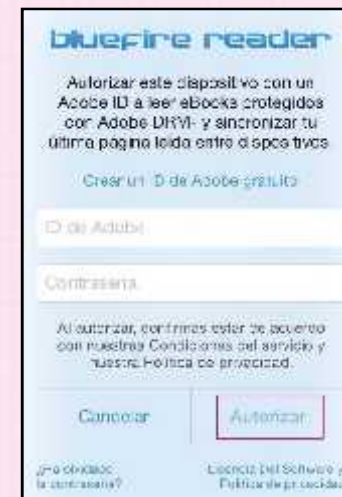 bluefire reader
Autorizar este dispositivo con un
Adobe ID a leer eBooks protegidos
con Adobe DRM- y sincronizar tu
última página leída entre dispositivos
Crear un ID de Adobe gratuito
ID de Adobe
Contraseña
Al autorizar, confirmas estar de acuerdo
con nuestras Condiciones del servicio y
nuestra Política de privacidad.
Cancelar
Autorizar
¿Ha olvidado
la contraseña?
Licencia Del Software y
Política de privacidad